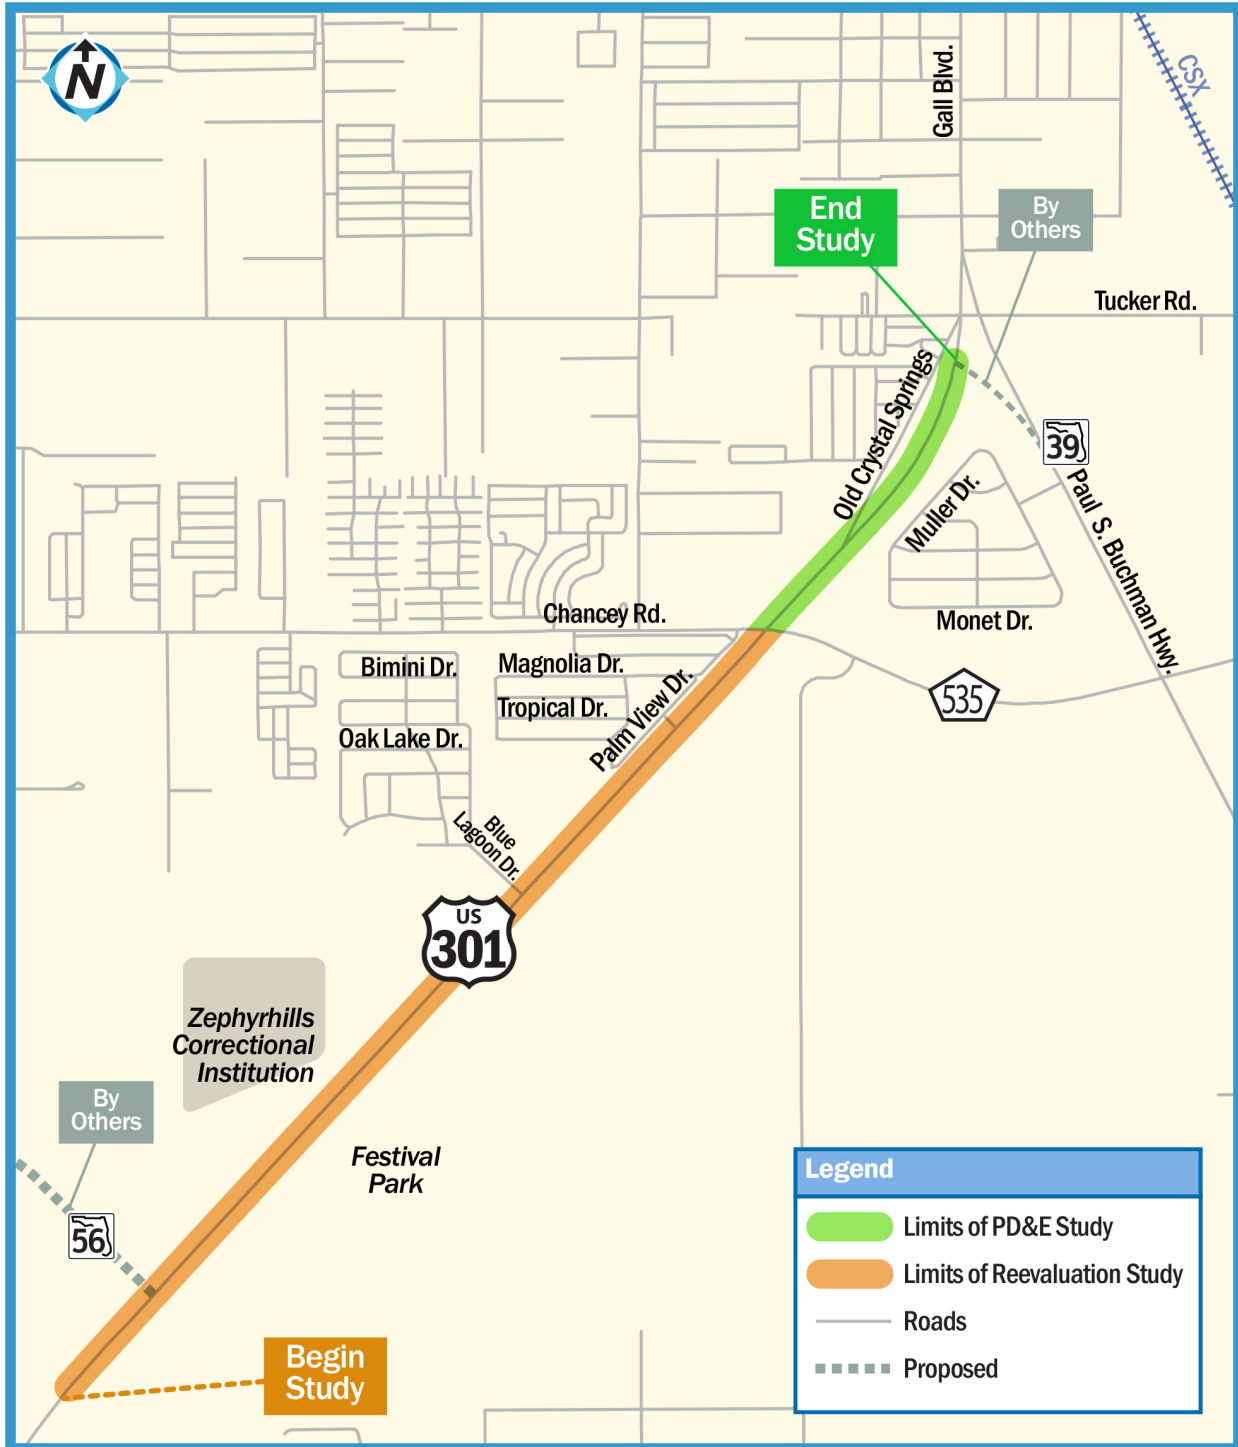 N
Gall Blvd.
CSX
End
Study
By
Others
Tucker Rd.
Old Crystal Springs
39
Muller Dr.
Paul S. Buchman Hwy.
Chancey Rd.
Monet Dr.
Bimini Dr.
Magnolia Dr.
Tropical Dr.
Palm View Dr.
535
Oak Lake Dr.
Blue
Lagoon Dr.
US
301
Zephyrhills
Correctional
Institution
By
Others
Festival
Park
56
Begin
Study
Legend
Limits of PD&E Study
Limits of Reevaluation Study
Roads
Proposed